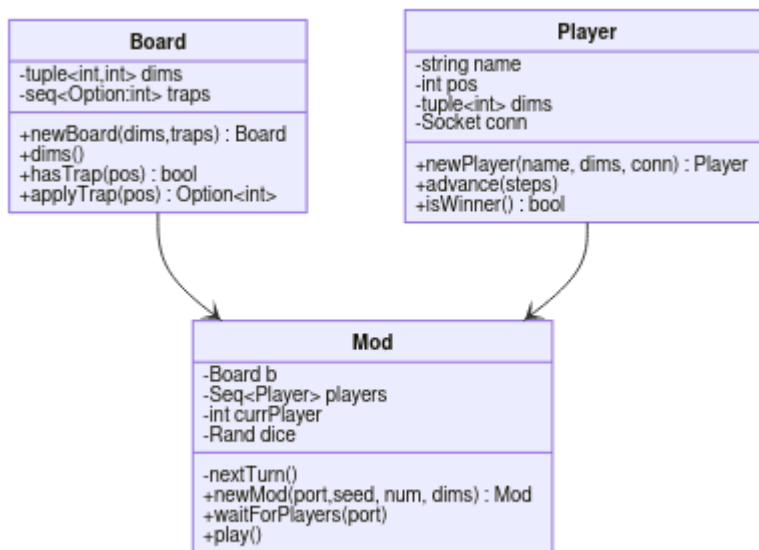 Board
-tuple<int,int> dims
-seq<Option:int> traps
+newBoard(dims,traps) : Board
+dims()
+hasTrap(pos) : bool
+applyTrap(pos) : Option<int>
Player
-string name
-int pos
-tuple<int> dims
-Socket conn
+newPlayer(name, dims, conn) : Player
+advance(steps)
+isWinner() : bool
Mod
-Board b
-Seq<Player> players
-int currPlayer
-Rand dice
-nextTurn()
+newMod(port,seed, num, dims) : Mod
+waitForPlayers(port)
+play()